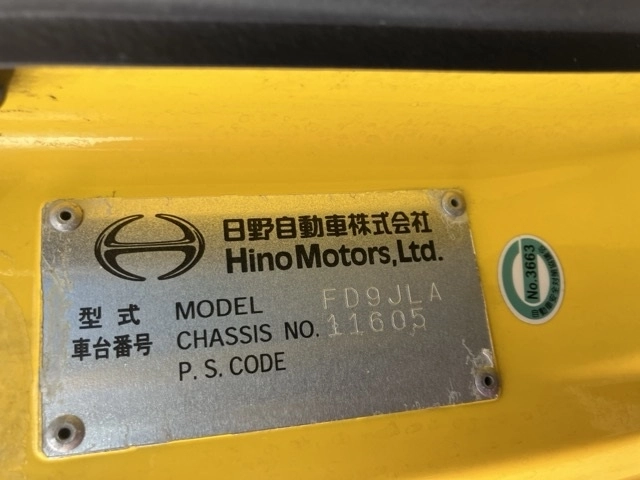 日野自動車株式会社
Hino Motors, Ltd.
型式 MODEL FD9JLA
車台番号 CHASSIS NO. 11605
P.S.CODE
No.3663